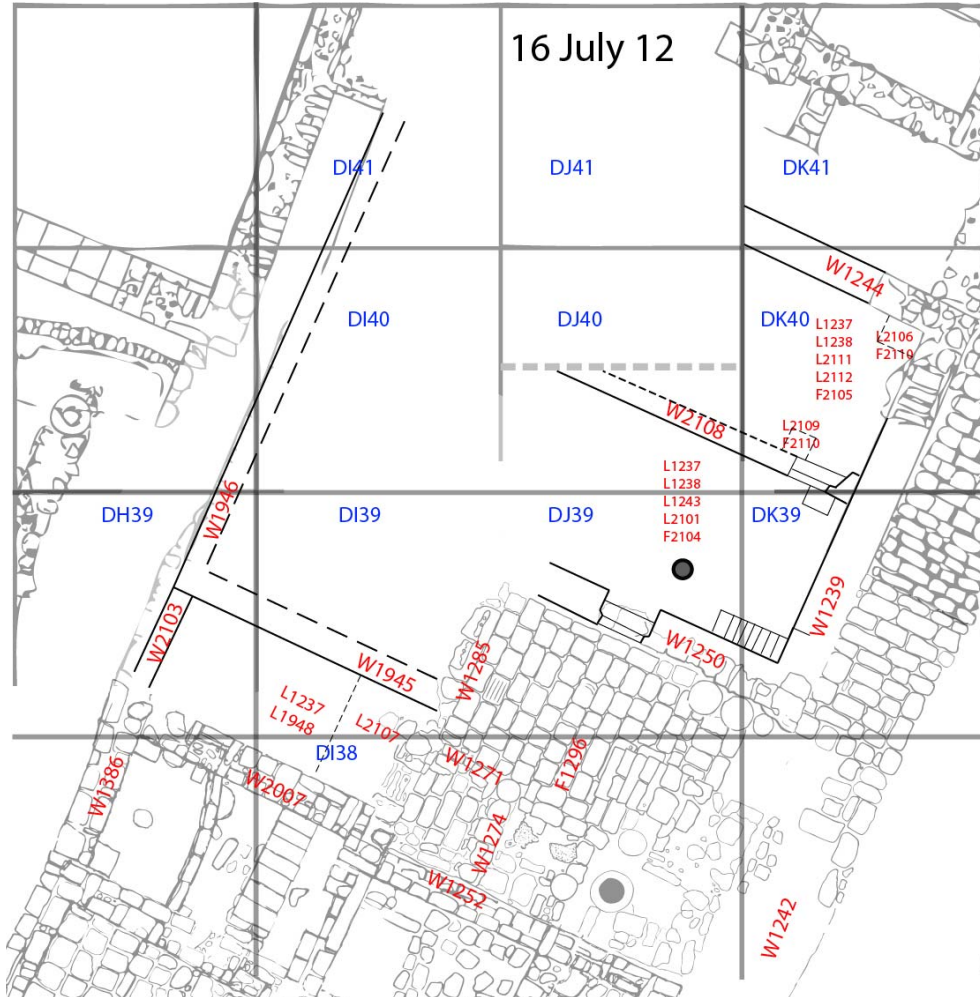 16 July 12
DI41
DJ41
DK41
W1244
DI40
DJ40
DK40
L1237
L1238
L2111
L2112
F2105
L2106
F2110
W2108
L2109
F2110
L1237
L1238
L1243
L2101
F2104
W1946
DH39
DI39
DJ39
DK39
W2103
W1239
W1945
W1285
W1250
L1237
L1948
L2107
DI38
W1386
W2007
W1271
F1296
W1274
W1252
W1242